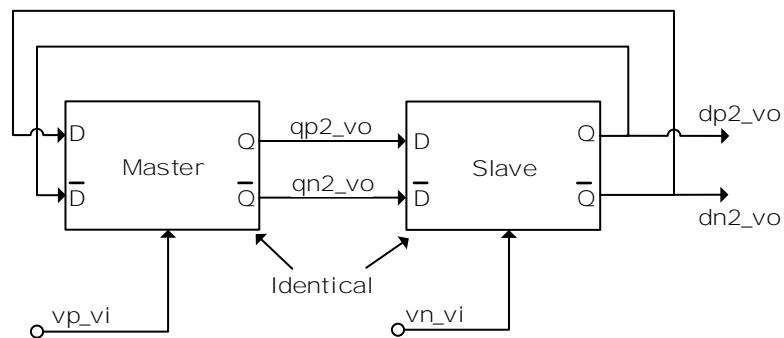 D
D
Q
Q
Master
qp2_vo
qn2_vo
D
D
Q
Q
Slave
dp2_vo
dn2_vo
Identical
vp_vi
vn_vi